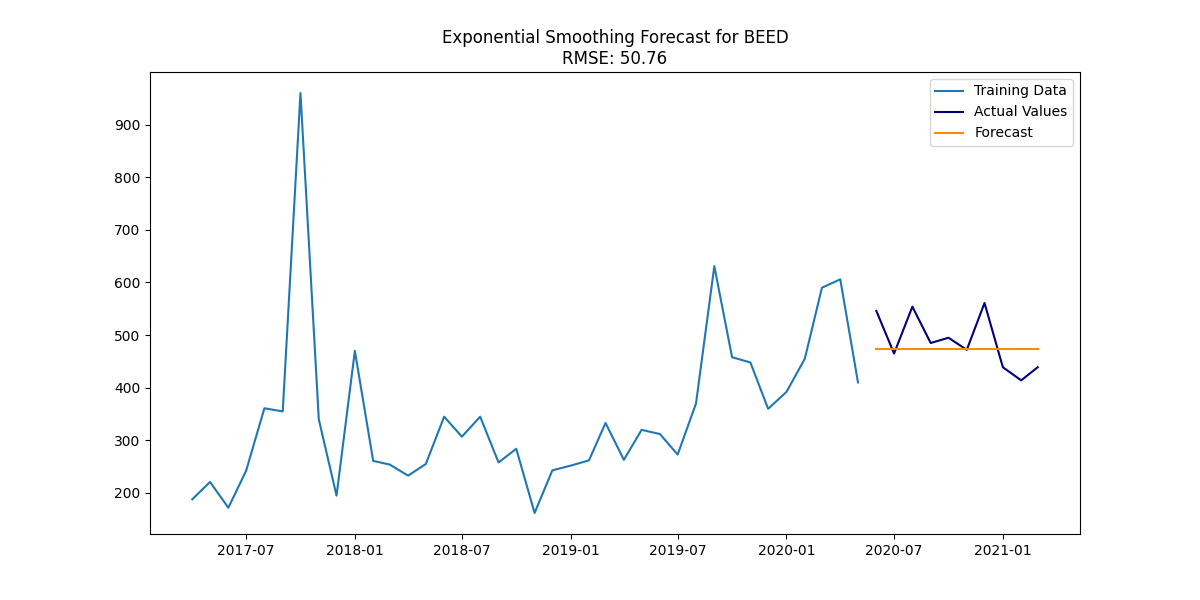 Exponential Smoothing Forecast for BEED
RMSE: 50.76
Training Data
Actual Values
Forecast
900
800
700
600
500
400
300
200
2017-07 2018-01 2018-07 2019-01 2019-07 2020-01 2020-07 2021-01